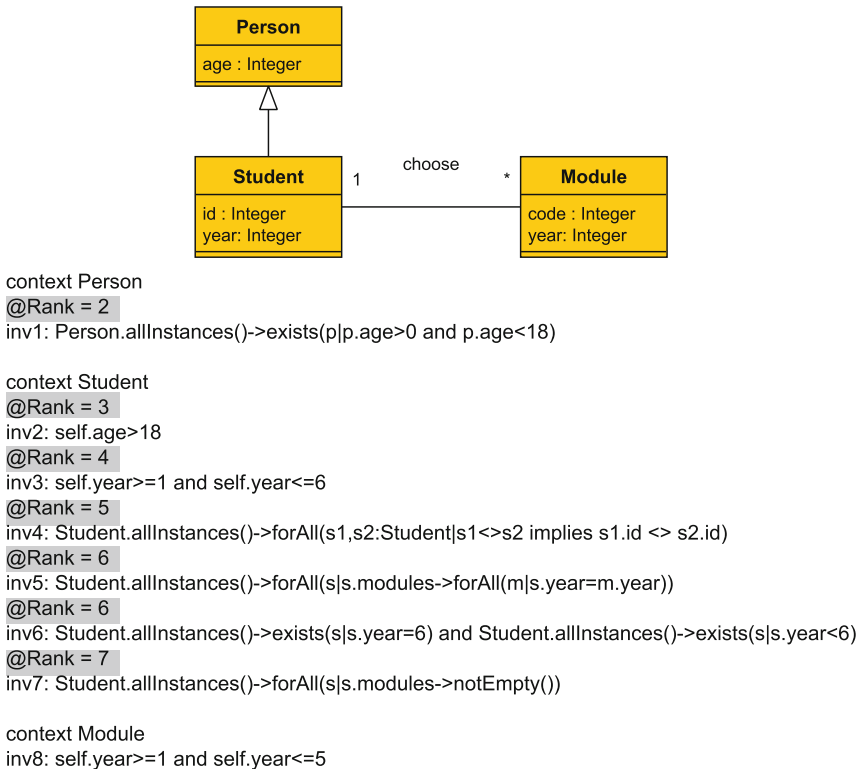 Person
age : Integer
Student
id : Integer
year: Integer
1
choose
*
Module
code : Integer
year: Integer
context Person
@Rank = 2
inv1: Person.allInstances()->exists(p|p.age>0 and p.age<18)
context Student
@Rank = 3
inv2: self.age>18
@Rank = 4
inv3: self.year>=1 and self.year<=6
@Rank = 5
inv4: Student.allInstances()->forAll(s1,s2:Student|s1<>s2 implies s1.id <> s2.id)
@Rank = 6
inv5: Student.allInstances()->forAll(s|s.modules->forAll(m|s.year=m.year))
@Rank = 6
inv6: Student.allInstances()->exists(s|s.year=6) and Student.allInstances()->exists(s|s.year<6)
@Rank = 7
inv7: Student.allInstances()->forAll(s|s.modules->notEmpty())
context Module
inv8: self.year>=1 and self.year<=5